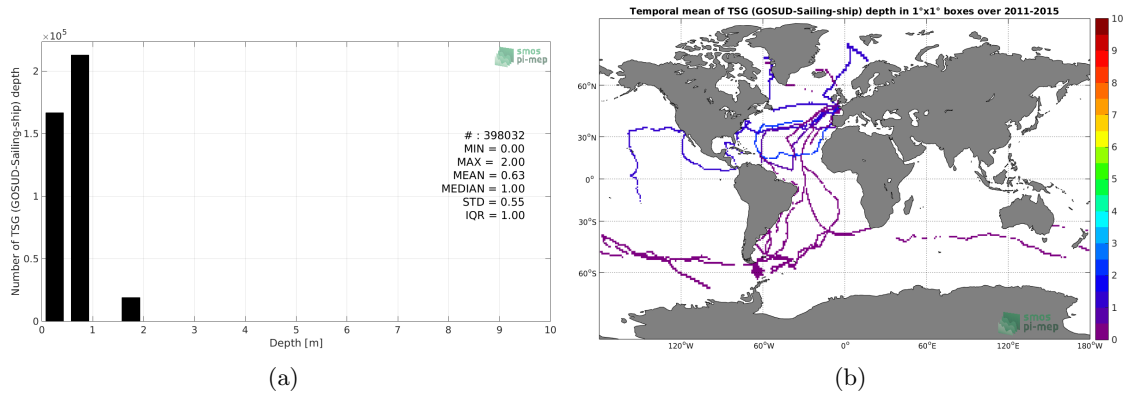 ×10⁵
2
1.5
1
0.5
0
0 1 2 3 4 5 6 7 8 9 10
Number of TSG (GOSUD-Sailing-ship) depth
Depth [m]
smos
pi-mep
# : 398032
MIN = 0.00
MAX = 2.00
MEAN = 0.63
MEDIAN = 1.00
STD = 0.55
IQR = 1.00
(a)
Temporal mean of TSG (GOSUD-Sailing-ship) depth in 1°x1° boxes over 2011-2015
60°N
30°N
0°
30°S
60°S
120°W 60°W 0° 60°E 120°E 180°W
smos
pi-mep
10
9
8
7
6
5
4
3
2
1
0
(b)